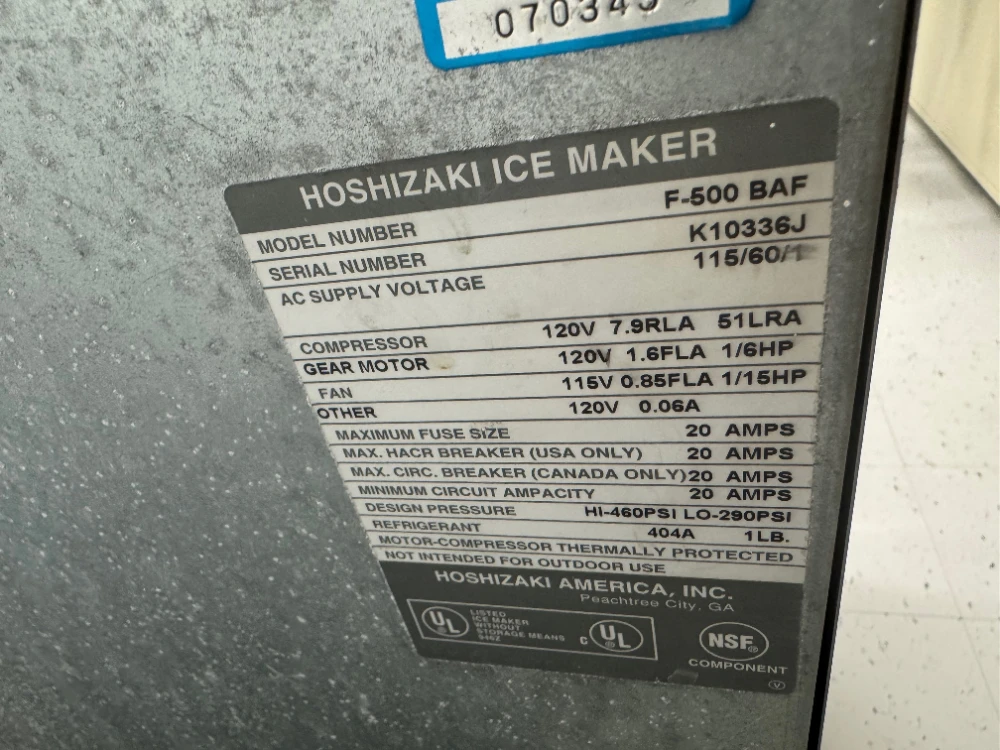 07034
HOSHIZAKI ICE MAKER
MODEL NUMBER F-500 BAF
SERIAL NUMBER K10336J
AC SUPPLY VOLTAGE 115/60/1
COMPRESSOR 120V 7.9RLA 51LRA
GEAR MOTOR 120V 1.6FLA 1/6HP
FAN 115V 0.85FLA 1/15HP
OTHER 120V 0.06A
MAXIMUM FUSE SIZE 20 AMPS
MAX. HACR BREAKER (USA ONLY) 20 AMPS
MAX. CIRC. BREAKER (CANADA ONLY) 20 AMPS
MINIMUM CIRCUIT AMPACITY 20 AMPS
DESIGN PRESSURE HI-460PSI LO-290PSI
REFRIGERANT 404A 1LB.
MOTOR-COMPRESSOR THERMALLY PROTECTED
NOT INTENDED FOR OUTDOOR USE
HOSHIZAKI AMERICA, INC.
Peachtree City, GA
UL ®
LISTED
ICE MAKER
WITHOUT
STORAGE MEANS
946Z
C UL ®
NSF®
COMPONENT
V